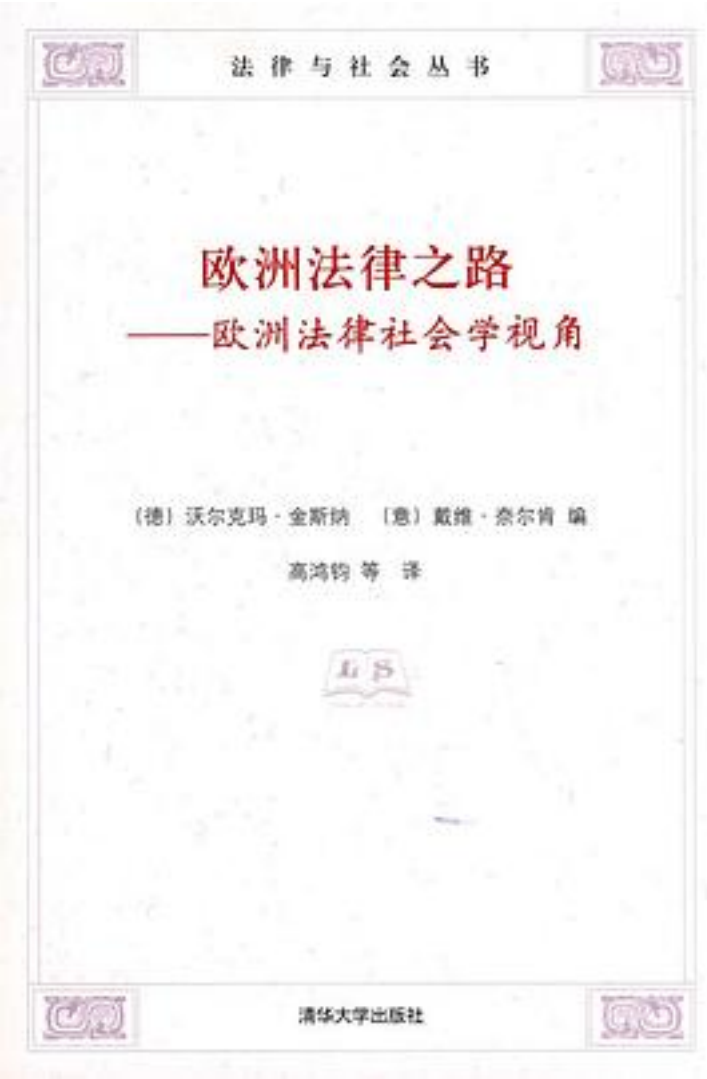 法律与社会丛书
欧洲法律之路
——欧洲法律社会学视角
(德) 沃尔克玛·金斯纳 (意) 戴维·奈尔肯 编
高鸿钧 等 译
L S
清华大学出版社